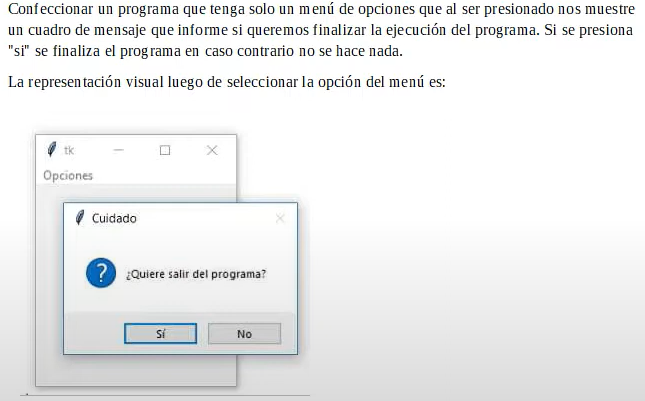 Confeccionar un programa que tenga solo un menú de opciones que al ser presionado nos muestre
un cuadro de mensaje que informe si queremos finalizar la ejecución del programa. Si se presiona
"si" se finaliza el programa en caso contrario no se hace nada.
La representación visual luego de seleccionar la opción del menú es:
tk
Opciones
Cuidado
¿Quiere salir del programa?
Sí
No